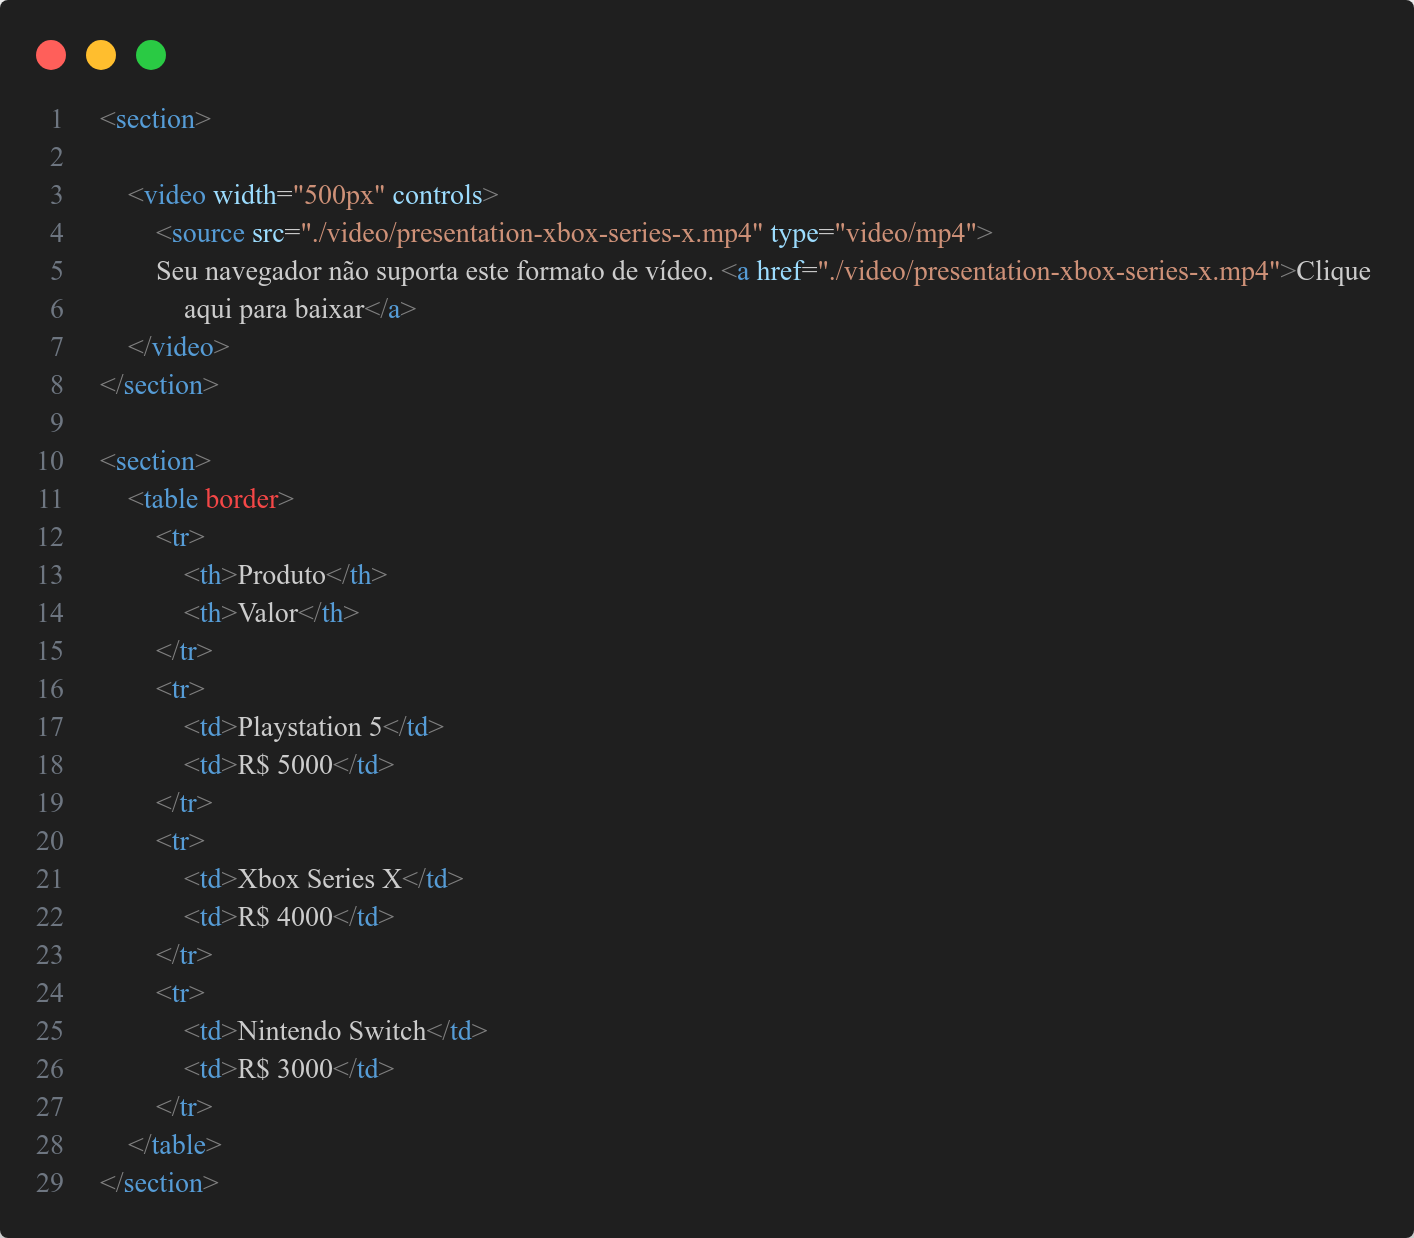 1 <section>
2
3 <video width="500px" controls>
4 <source src="./video/presentation-xbox-series-x.mp4" type="video/mp4">
5 Seu navegador não suporta este formato de vídeo. <a href="./video/presentation-xbox-series-x.mp4">Clique
6 aqui para baixar</a>
7 </video>
8 </section>
9
10 <section>
11 <table border>
12 <tr>
13 <th>Produto</th>
14 <th>Valor</th>
15 </tr>
16 <tr>
17 <td>Playstation 5</td>
18 <td>R$ 5000</td>
19 </tr>
20 <tr>
21 <td>Xbox Series X</td>
22 <td>R$ 4000</td>
23 </tr>
24 <tr>
25 <td>Nintendo Switch</td>
26 <td>R$ 3000</td>
27 </tr>
28 </table>
29 </section>